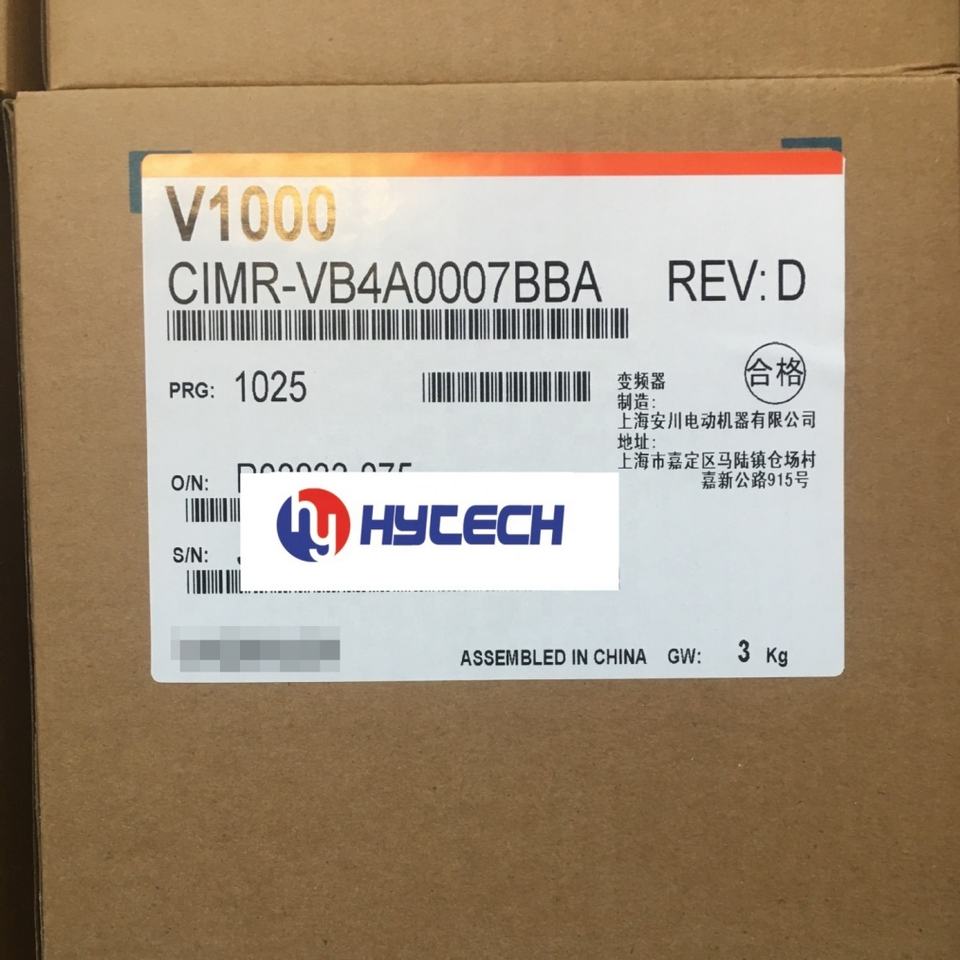 V1000
CIMR-VB4A0007BBA REV: D
PRG: 1025
合格
变频器
制造:
上海安川电动机器有限公司
地址:
上海市嘉定区马陆镇仓场村
嘉新公路915号
O/N:
S/N:
hy HYTECH
ASSEMBLED IN CHINA GW: 3 Kg